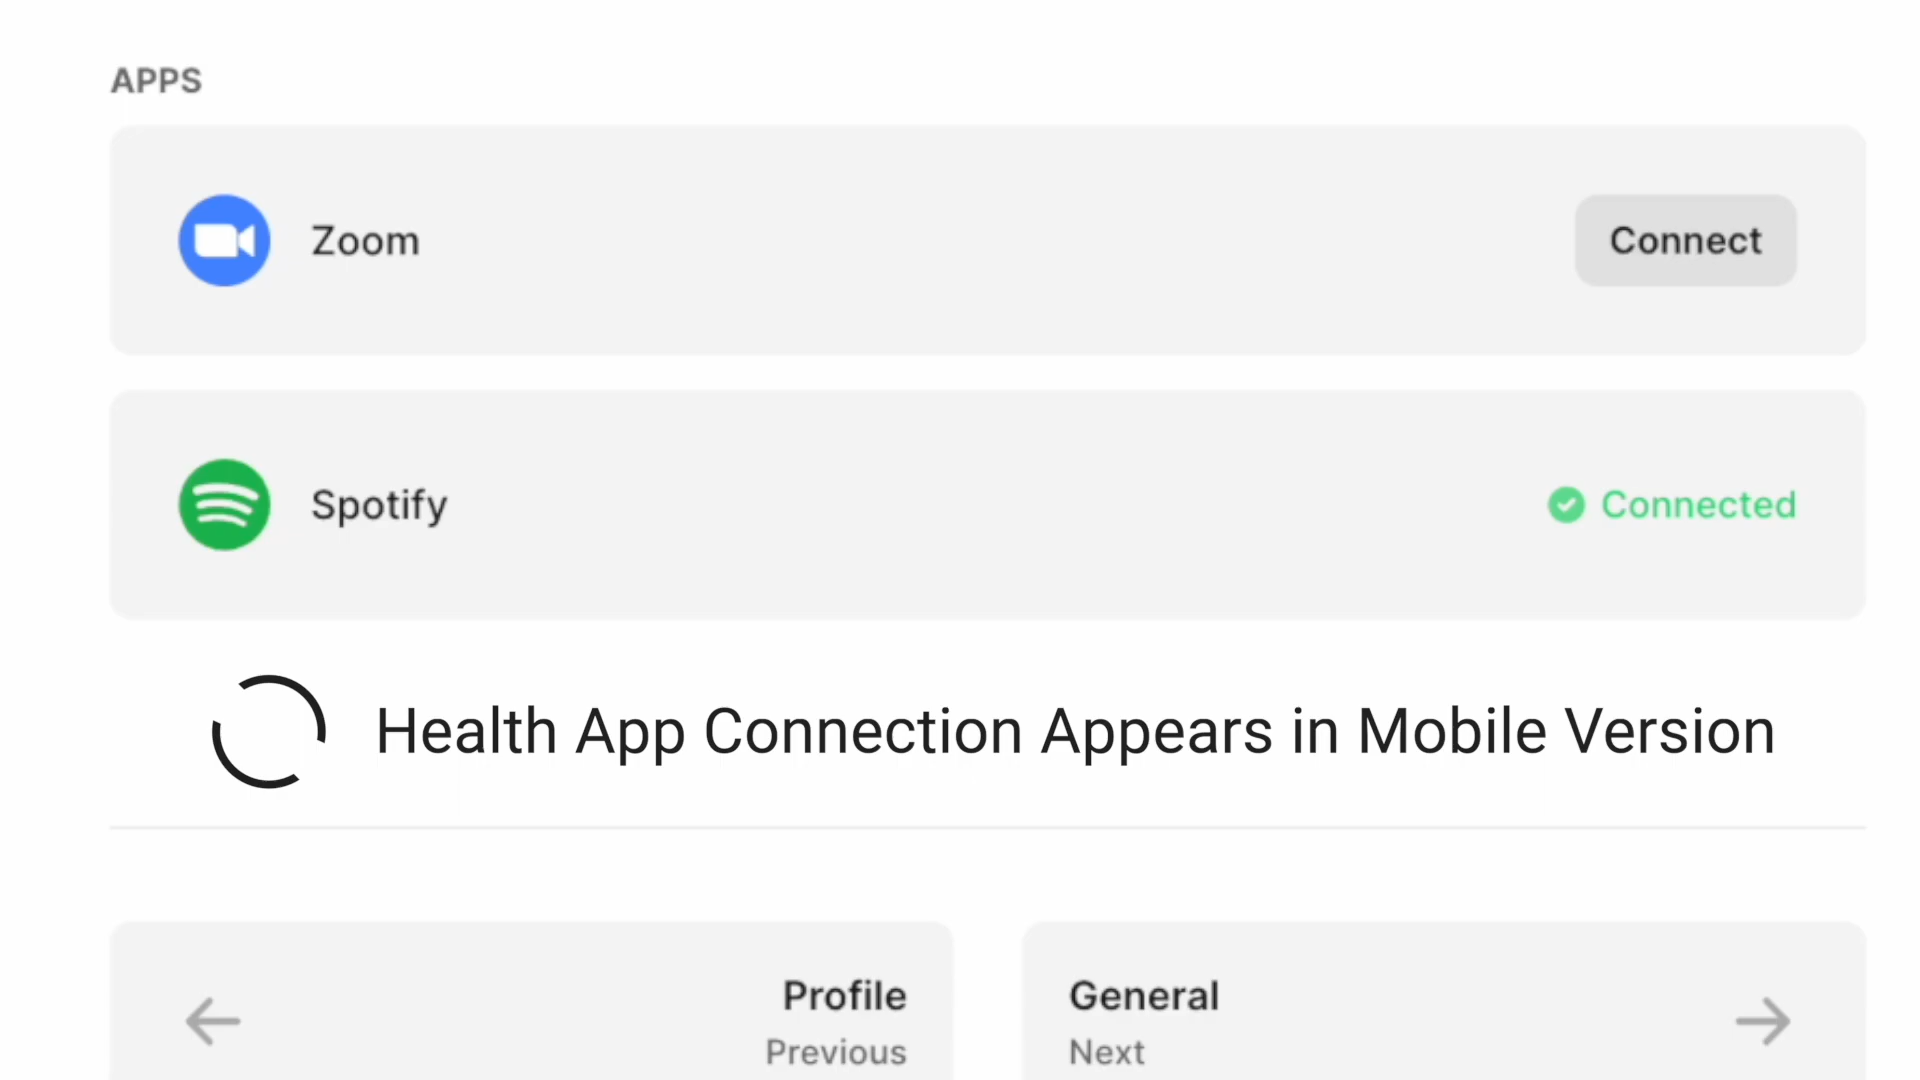 APPS
Zoom
Connect
Spotify
Connected
Health App Connection Appears in Mobile Version
Profile
Previous
General
Next